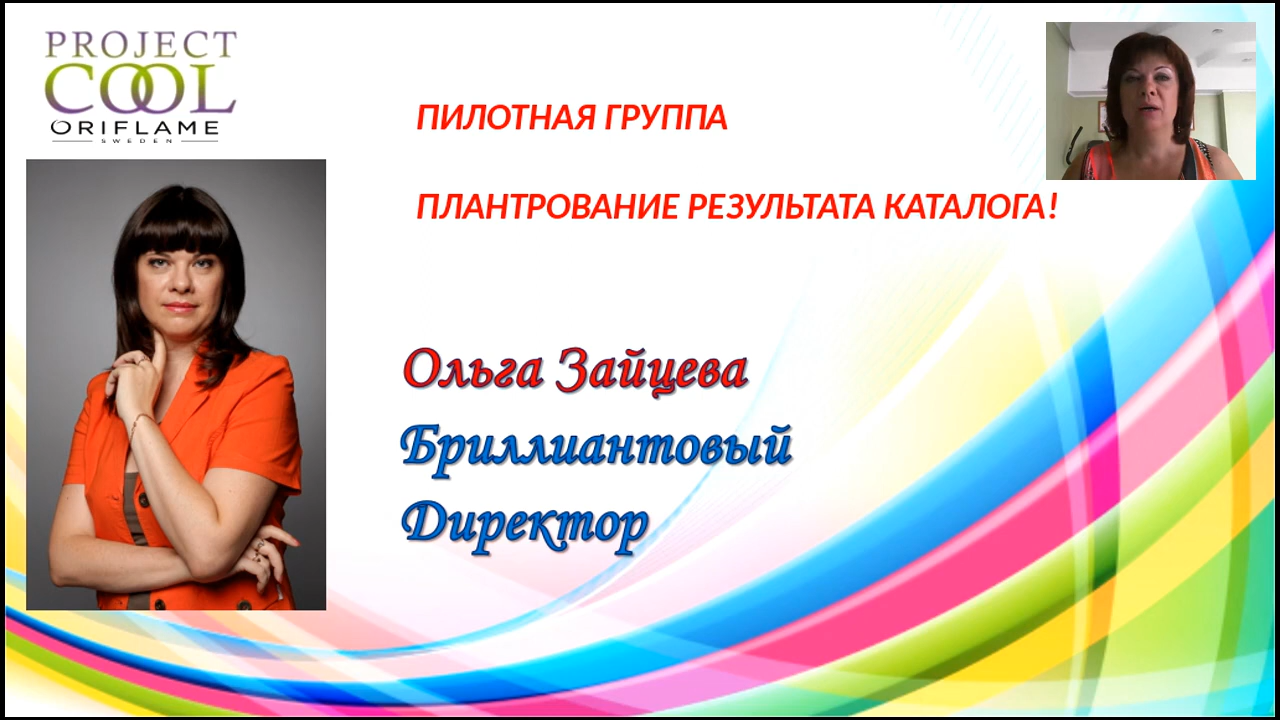 PROJECT
COOL
ORIFLAME
SWEDEN
ПИЛОТНАЯ ГРУППА
ПЛАНТРОВАНИЕ РЕЗУЛЬТАТА КАТАЛОГА!
Ольга Зайцева
Бриллиантовый
Директор